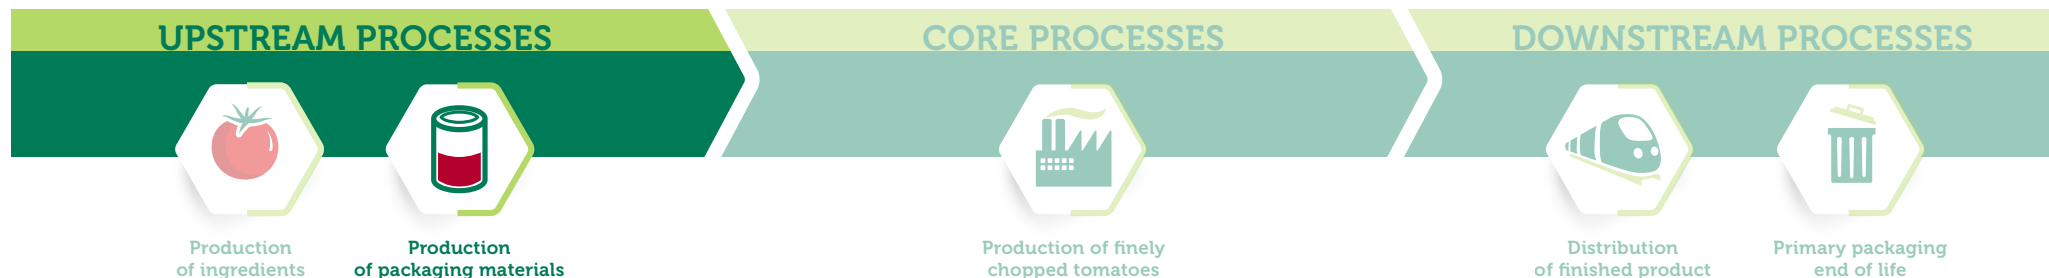 UPSTREAM PROCESSES
CORE PROCESSES
DOWNSTREAM PROCESSES
Production
of ingredients
Production
of packaging materials
Production of finely
chopped tomatoes
Distribution
of finished product
Primary packaging
end of life